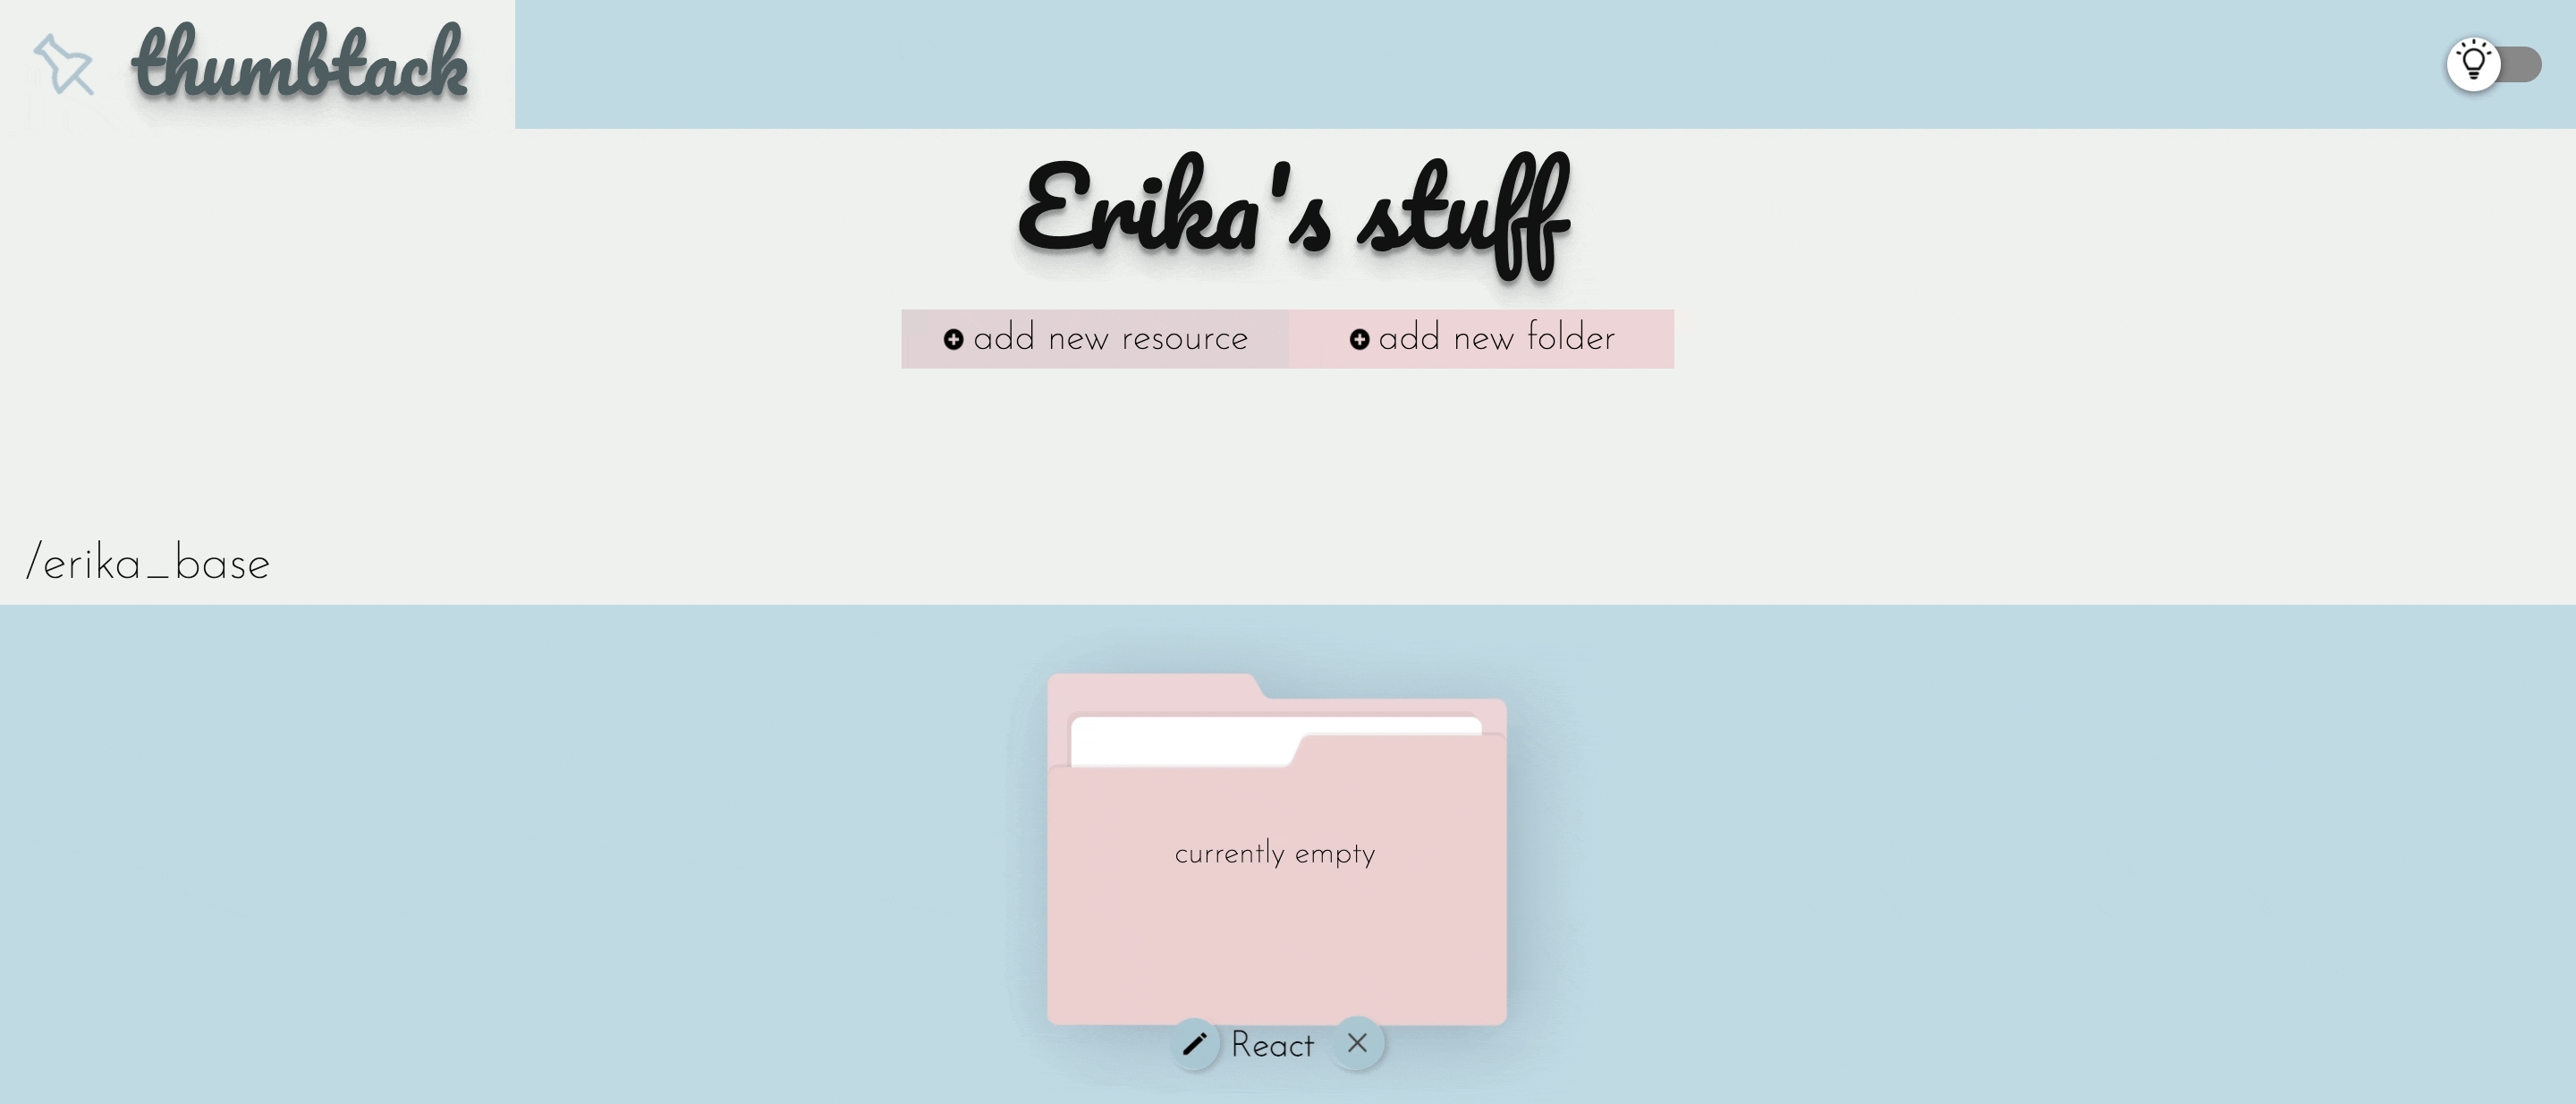 thumbtack
Erika's stuff
add new resource
add new folder
/erika_base
currently empty
React